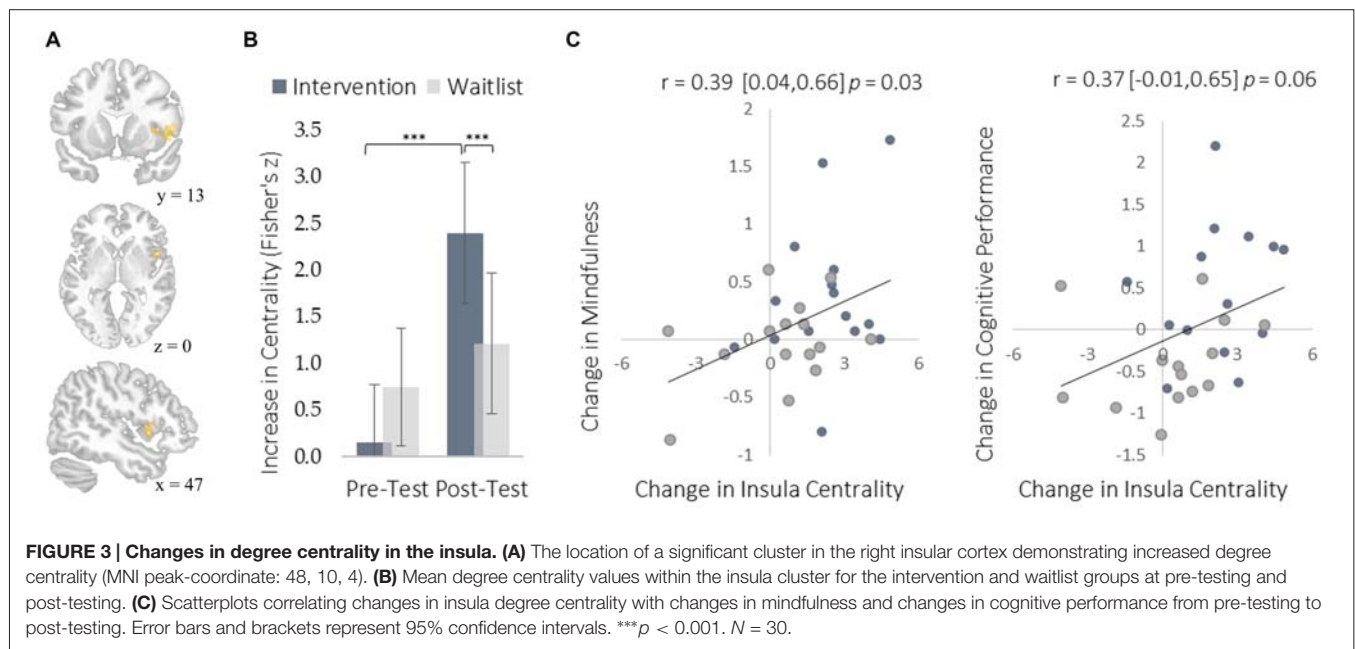 A
y = 13
z = 0
x = 47
B
Intervention Waitlist
Increase in Centrality (Fisher's z)
3.5
3.0
2.5
2.0
1.5
1.0
0.5
0.0
***
***
Pre-Test Post-Test
C
r = 0.39 [0.04,0.66] p = 0.03
Change in Mindfulness
2
1.5
1
0.5
0
-0.5
-1
-6 -3 0 3 6
Change in Insula Centrality
r = 0.37 [-0.01,0.65] p = 0.06
Change in Cognitive Performance
2.5
2
1.5
1
0.5
0
-0.5
-1
-1.5
-6 -3 0 3 6
Change in Insula Centrality
FIGURE 3 | Changes in degree centrality in the insula. (A) The location of a significant cluster in the right insular cortex demonstrating increased degree
centrality (MNI peak-coordinate: 48, 10, 4). (B) Mean degree centrality values within the insula cluster for the intervention and waitlist groups at pre-testing and
post-testing. (C) Scatterplots correlating changes in insula degree centrality with changes in mindfulness and changes in cognitive performance from pre-testing to
post-testing. Error bars and brackets represent 95% confidence intervals. ***p < 0.001. N = 30.